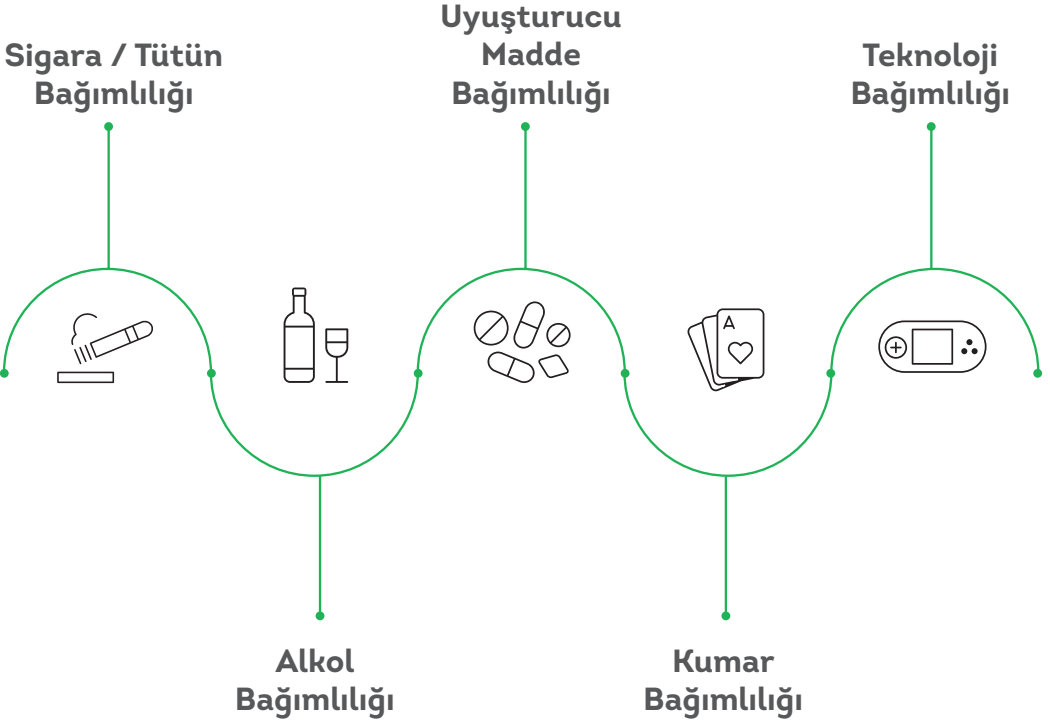 Sigara / Tütün
Bağımlılığı
Uyuşturucu
Madde
Bağımlılığı
Teknoloji
Bağımlılığı
A
Alkol
Bağımlılığı
Kumar
Bağımlılığı